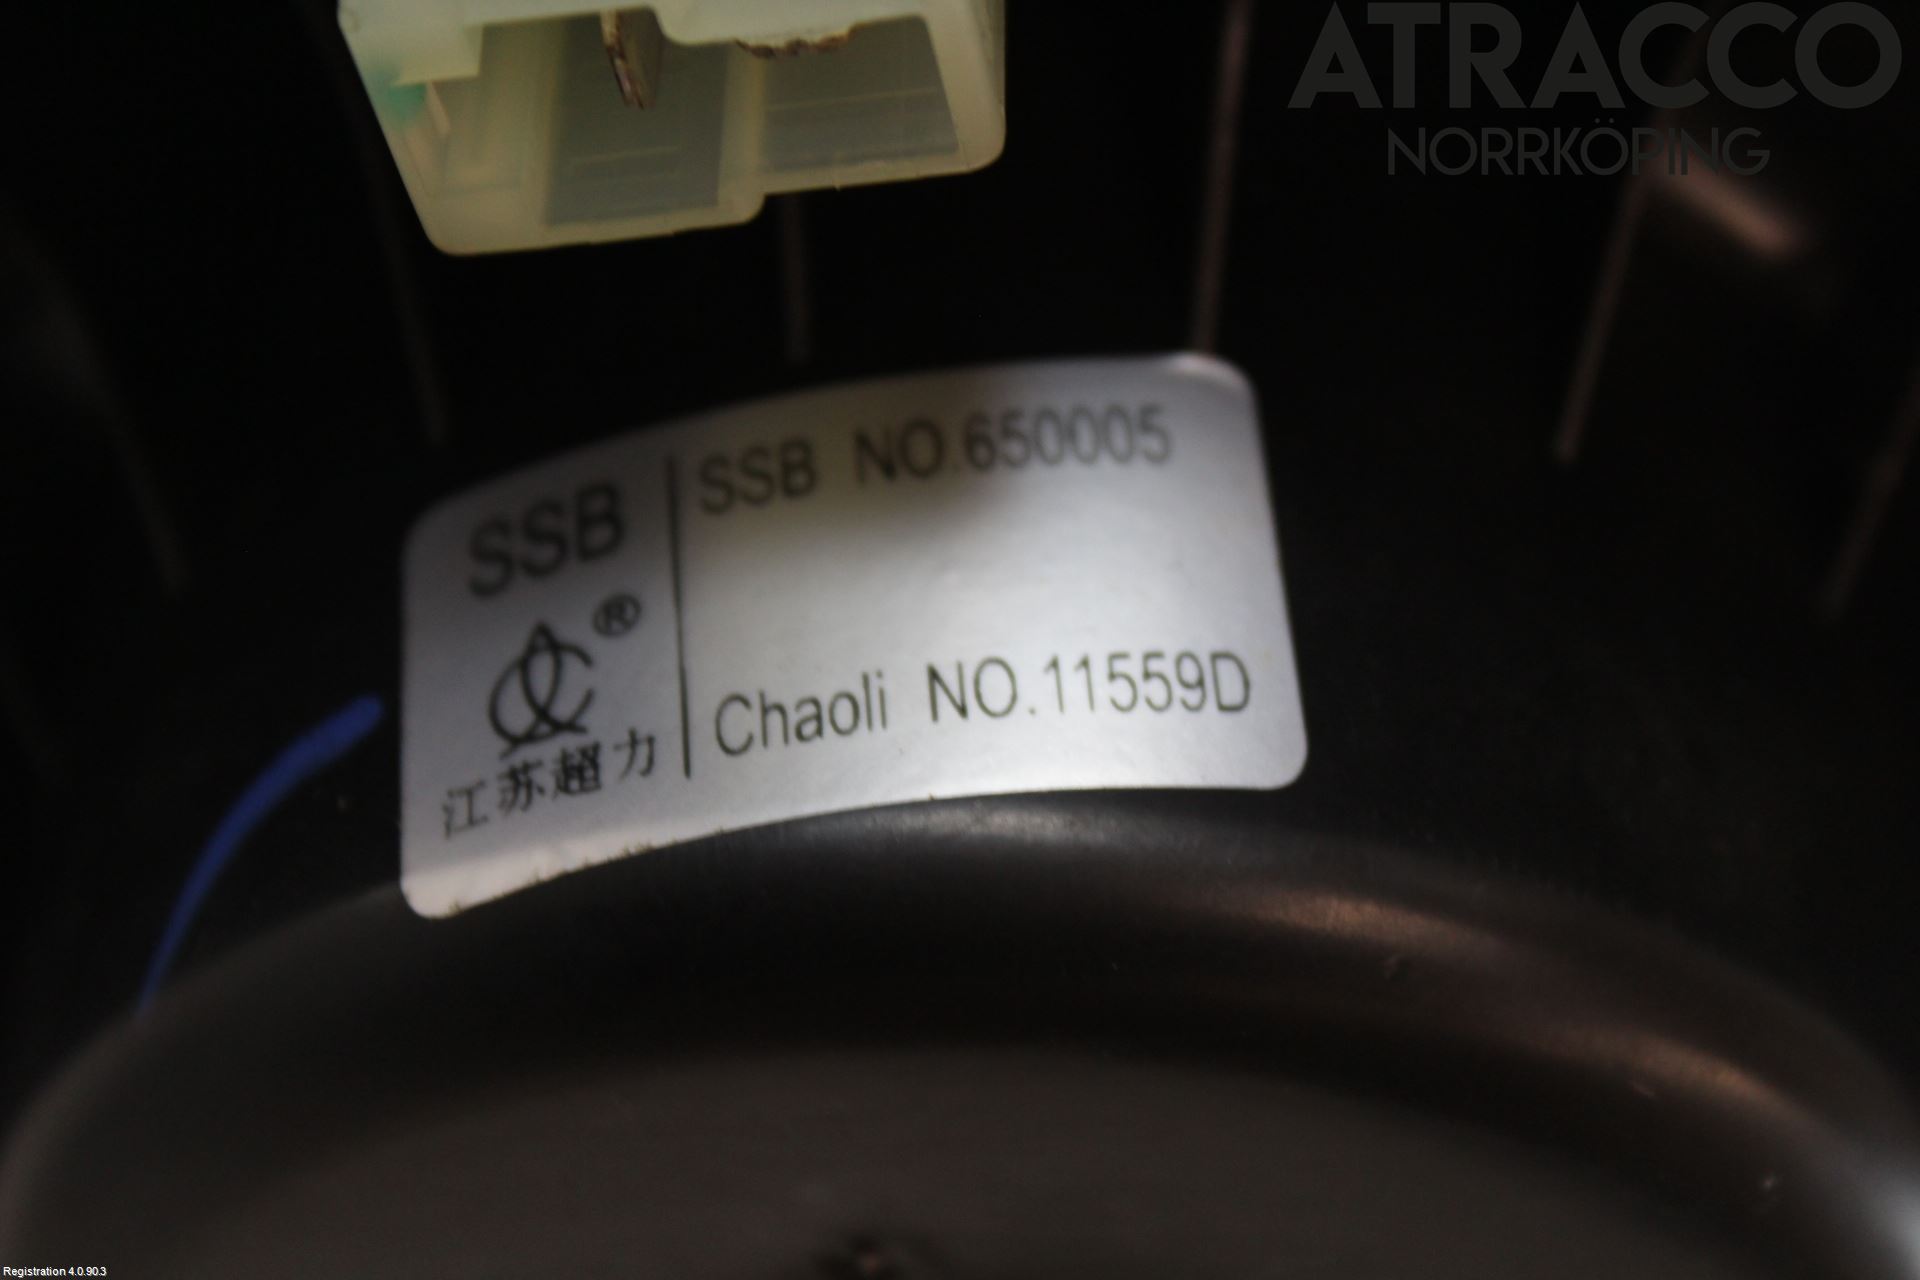 ATRACCO
NORRKÖPING
SSB
®
江苏超力
SSB NO.650005
Chaoli NO.11559D
Registration 4.0.90.3